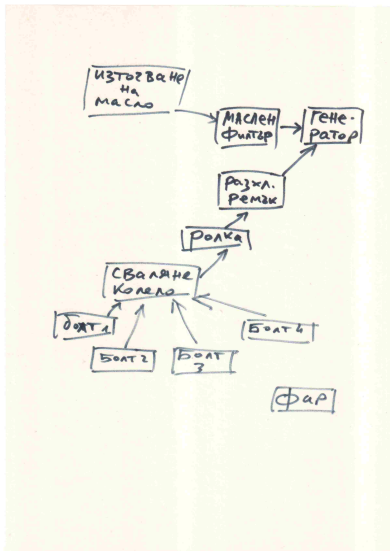 източване
на
масло
маслен
филтър
гене-
ратор
разхл.
ремък
ролка
сваляне
колело
болт 1
Болт 2
Болт
3
Болт 4
фар